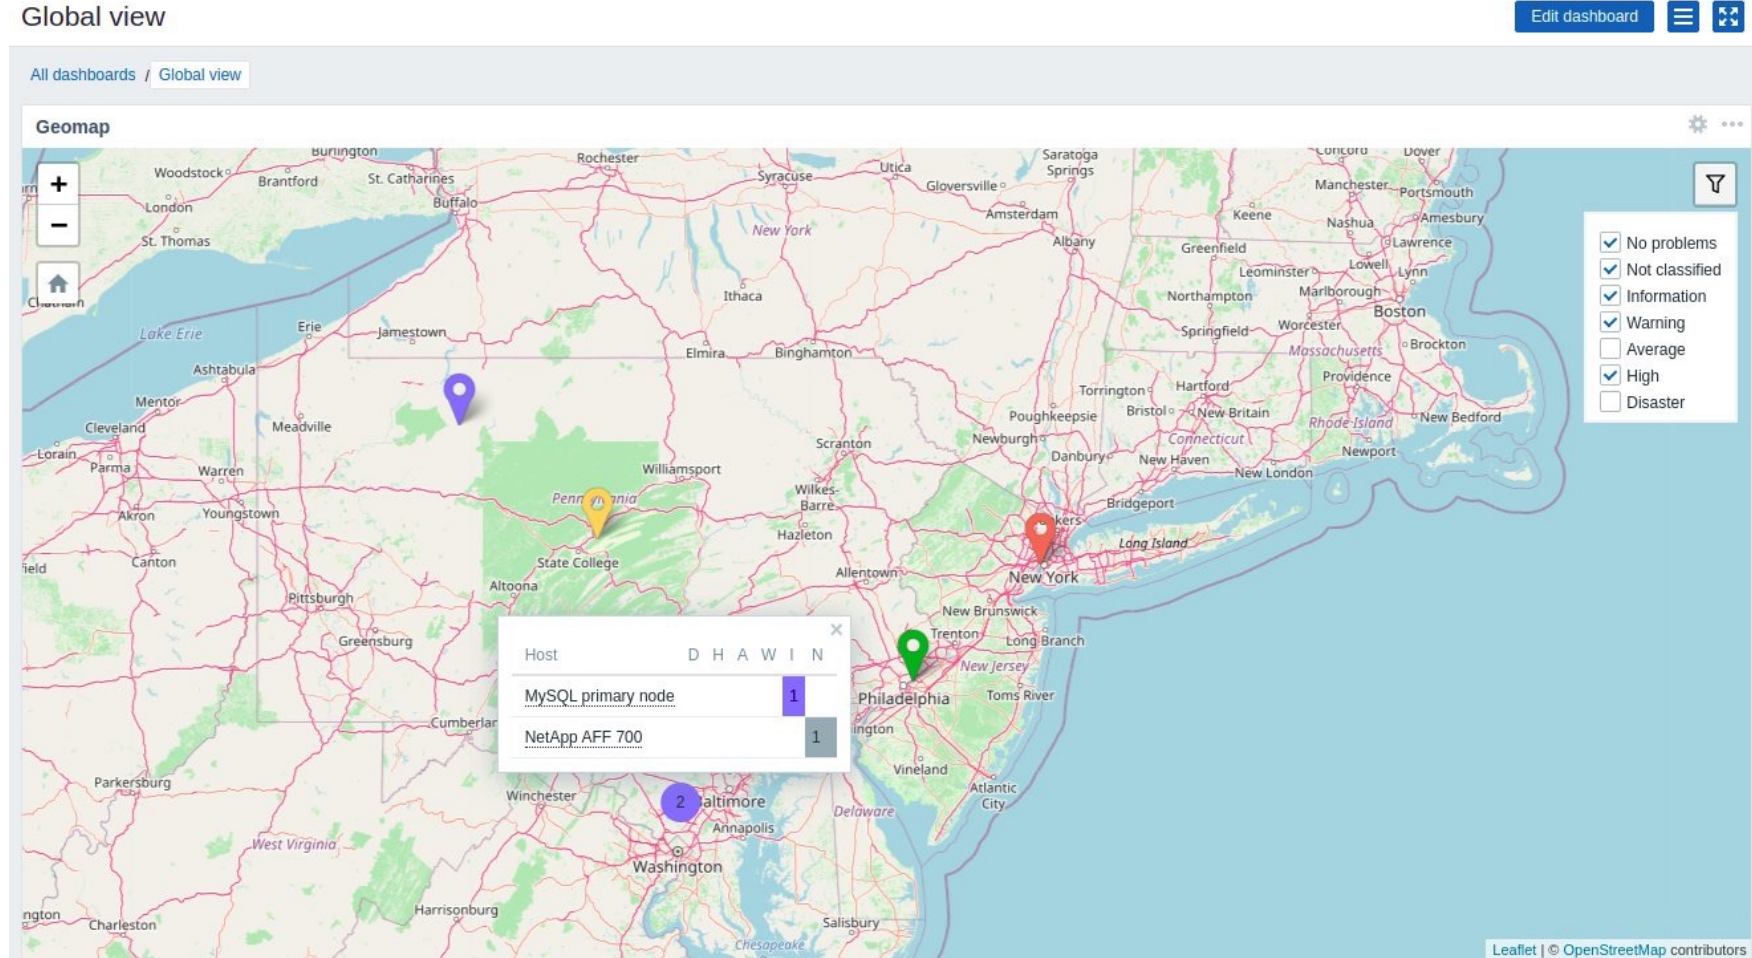 Global view
Edit dashboard
All dashboards / Global view
Geomap
+
−
No problems
Not classified
Information
Warning
Average
High
Disaster
Burlington
Woodstock
Brantford
St. Catharines
Rochester
Syracuse
Utica
Gloversville
Saratoga
Springs
Concord
Dover
London
Buffalo
Amsterdam
Keene
Manchester
Portsmouth
St. Thomas
New York
Albany
Greenfield
Nashua
Amesbury
Lawrence
Leominster
Lowell
Lynn
Chatham
Ithaca
Northampton
Marlborough
Boston
Lake Erie
Erie
Jamestown
Springfield
Worcester
Elmira
Binghamton
Massachusetts
Brockton
Ashtabula
Providence
Mentor
Torrington
Hartford
Cleveland
Meadville
Poughkeepsie
Bristol
New Britain
Rhode Island
New Bedford
Lorain
Scranton
Newburgh
Connecticut
Newport
Parma
Warren
Williamsport
Danbury
New Haven
New London
Wilkes-
Barre
Akron
Youngstown
Bridgeport
Hazleton
Long Island
Canton
State College
Altoona
Allentown
New York
Pittsburgh
New Brunswick
Greensburg
Trenton
Long Branch
New Jersey
Philadelphia
Toms River
Host D H A W I N
MySQL primary node 1
NetApp AFF 700 1
Vineland
Parkersburg
Winchester
2
Atlantic
City
Annapolis
Delaware
West Virginia
Washington
Harrisonburg
Charleston
Salisbury
Chesapeake
Leaflet | © OpenStreetMap contributors